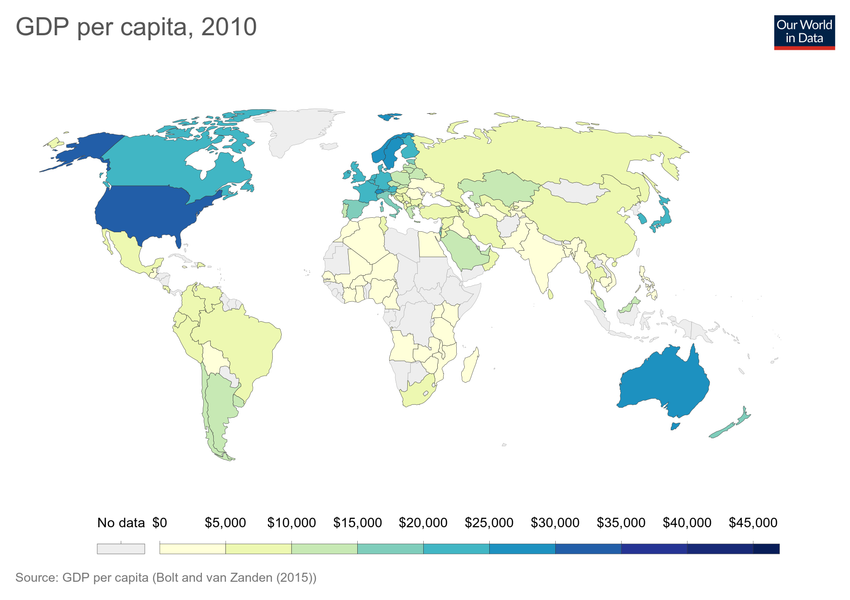 GDP per capita, 2010
Our World
in Data
No data $0 $5,000 $10,000 $15,000 $20,000 $25,000 $30,000 $35,000 $40,000 $45,000
Source: GDP per capita (Bolt and van Zanden (2015))